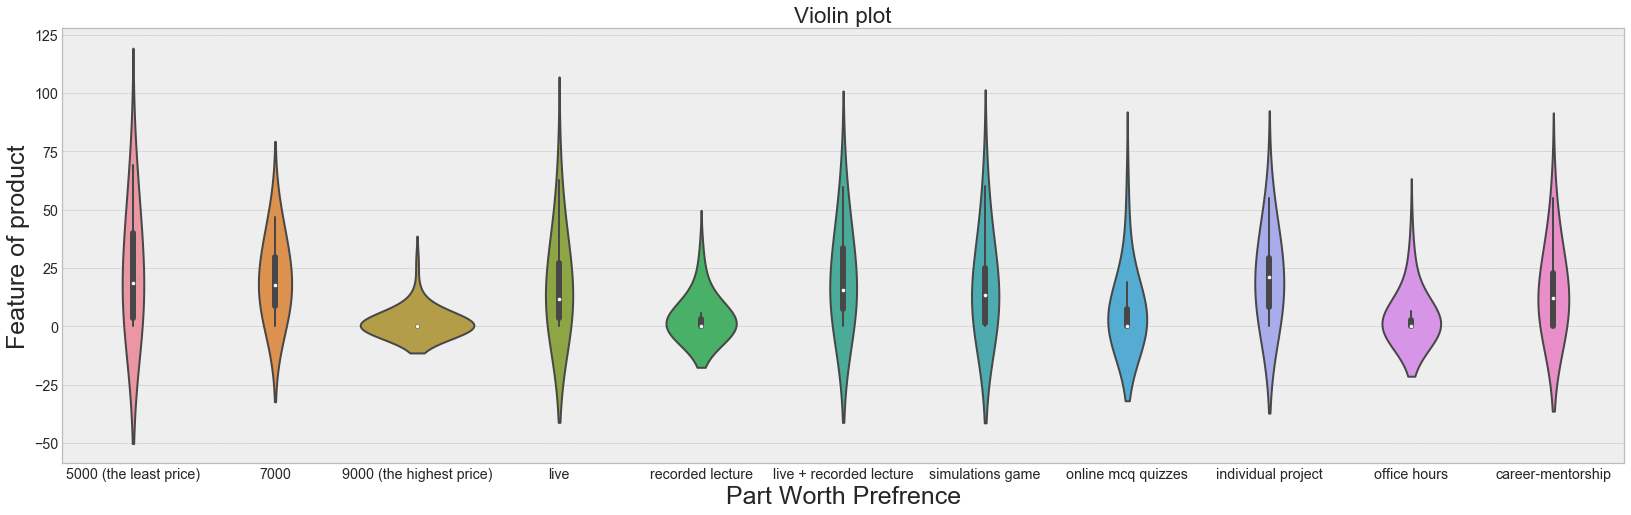 Violin plot
Feature of product
125
100
75
50
25
0
−25
−50
5000 (the least price)
7000
9000 (the highest price)
live
recorded lecture
live + recorded lecture
simulations game
online mcq quizzes
individual project
office hours
career-mentorship
Part Worth Prefrence